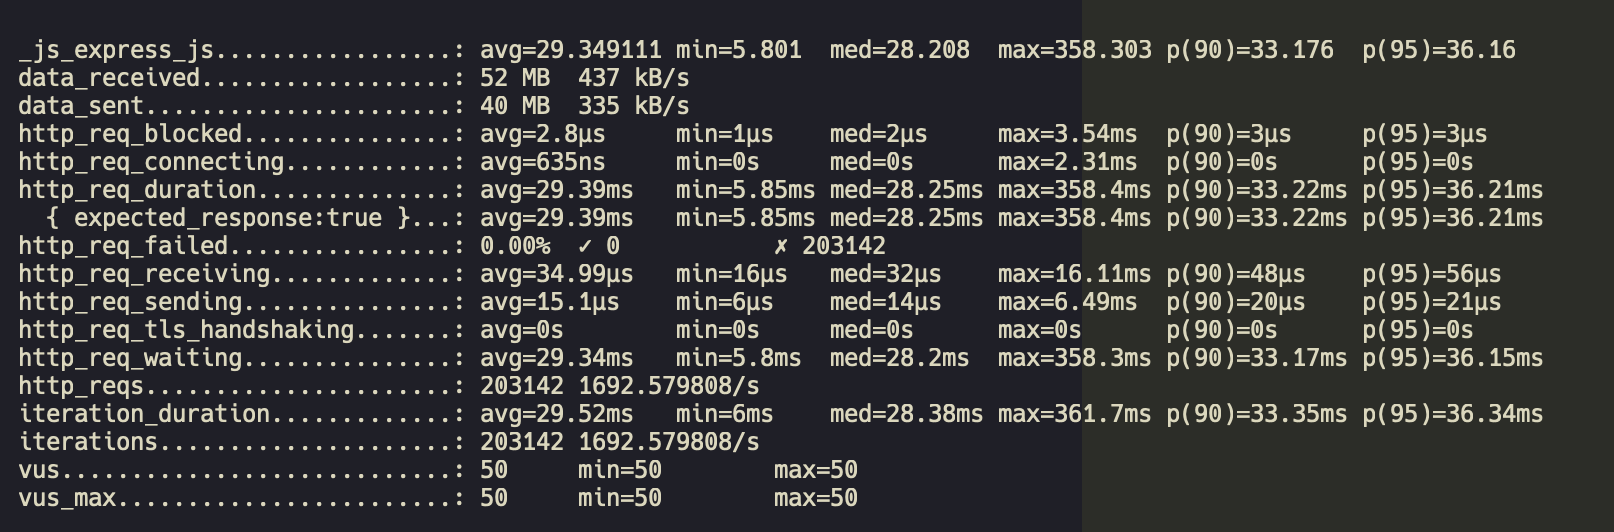 _js_express_js.................: avg=29.349111 min=5.801  med=28.208  max=358.303 p(90)=33.176  p(95)=36.16
data_received..................: 52 MB  437 kB/s
data_sent......................: 40 MB  335 kB/s
http_req_blocked...............: avg=2.8µs     min=1µs    med=2µs     max=3.54ms  p(90)=3µs     p(95)=3µs
http_req_connecting............: avg=635ns     min=0s     med=0s      max=2.31ms  p(90)=0s      p(95)=0s
http_req_duration..............: avg=29.39ms   min=5.85ms med=28.25ms max=358.4ms p(90)=33.22ms p(95)=36.21ms
  { expected_response:true }...: avg=29.39ms   min=5.85ms med=28.25ms max=358.4ms p(90)=33.22ms p(95)=36.21ms
http_req_failed................: 0.00%  ✓ 0           ✗ 203142
http_req_receiving.............: avg=34.99µs   min=16µs   med=32µs    max=16.11ms p(90)=48µs    p(95)=56µs
http_req_sending...............: avg=15.1µs    min=6µs    med=14µs    max=6.49ms  p(90)=20µs    p(95)=21µs
http_req_tls_handshaking.......: avg=0s        min=0s     med=0s      max=0s      p(90)=0s      p(95)=0s
http_req_waiting...............: avg=29.34ms   min=5.8ms  med=28.2ms  max=358.3ms p(90)=33.17ms p(95)=36.15ms
http_reqs......................: 203142 1692.579808/s
iteration_duration.............: avg=29.52ms   min=6ms    med=28.38ms max=361.7ms p(90)=33.35ms p(95)=36.34ms
iterations.....................: 203142 1692.579808/s
vus............................: 50     min=50        max=50
vus_max........................: 50     min=50        max=50